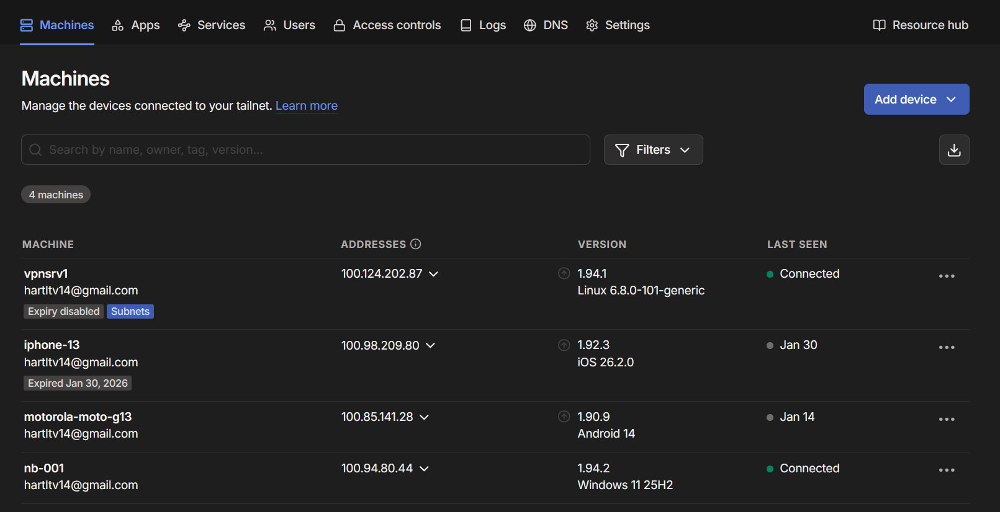 Machines Apps Services Users Access controls Logs DNS Settings Resource hub
Machines
Manage the devices connected to your tailnet. Learn more
Add device
Search by name, owner, tag, version...
Filters
4 machines
MACHINE ADDRESSES VERSION LAST SEEN
vpnsrv1 100.124.202.87 1.94.1 Connected
hartltv14@gmail.com Linux 6.8.0-101-generic
Expiry disabled Subnets
iphone-13 100.98.209.80 1.92.3 Jan 30
hartltv14@gmail.com iOS 26.2.0
Expired Jan 30, 2026
motorola-moto-g13 100.85.141.28 1.90.9 Jan 14
hartltv14@gmail.com Android 14
nb-001 100.94.80.44 1.94.2 Connected
hartltv14@gmail.com Windows 11 25H2